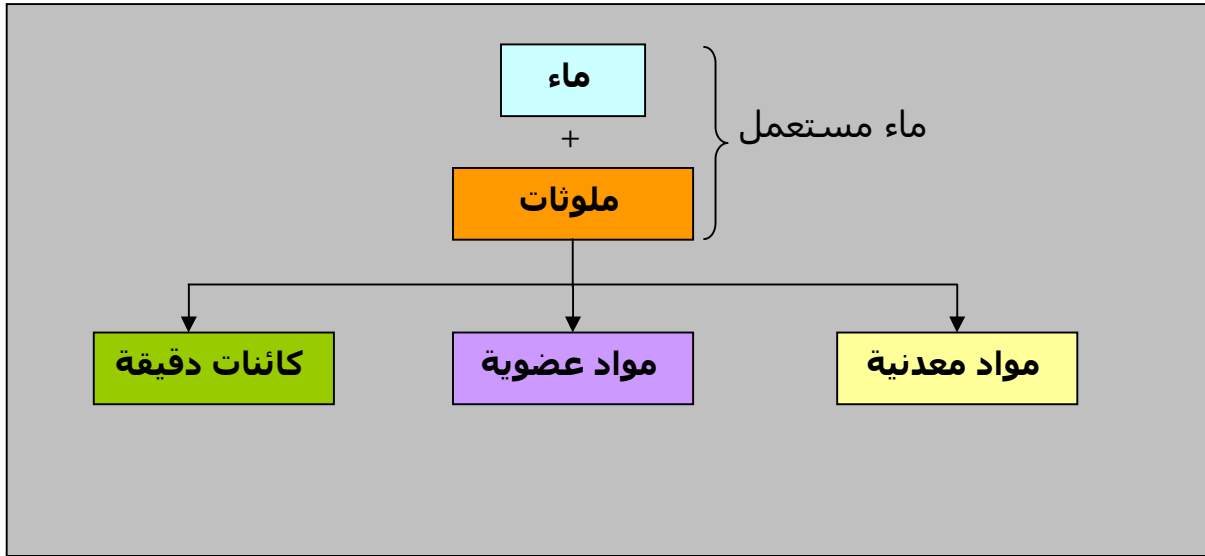 ماء
+
ماء مستعمل
ملوثات
مواد معدنية
مواد عضوية
كائنات دقيقة